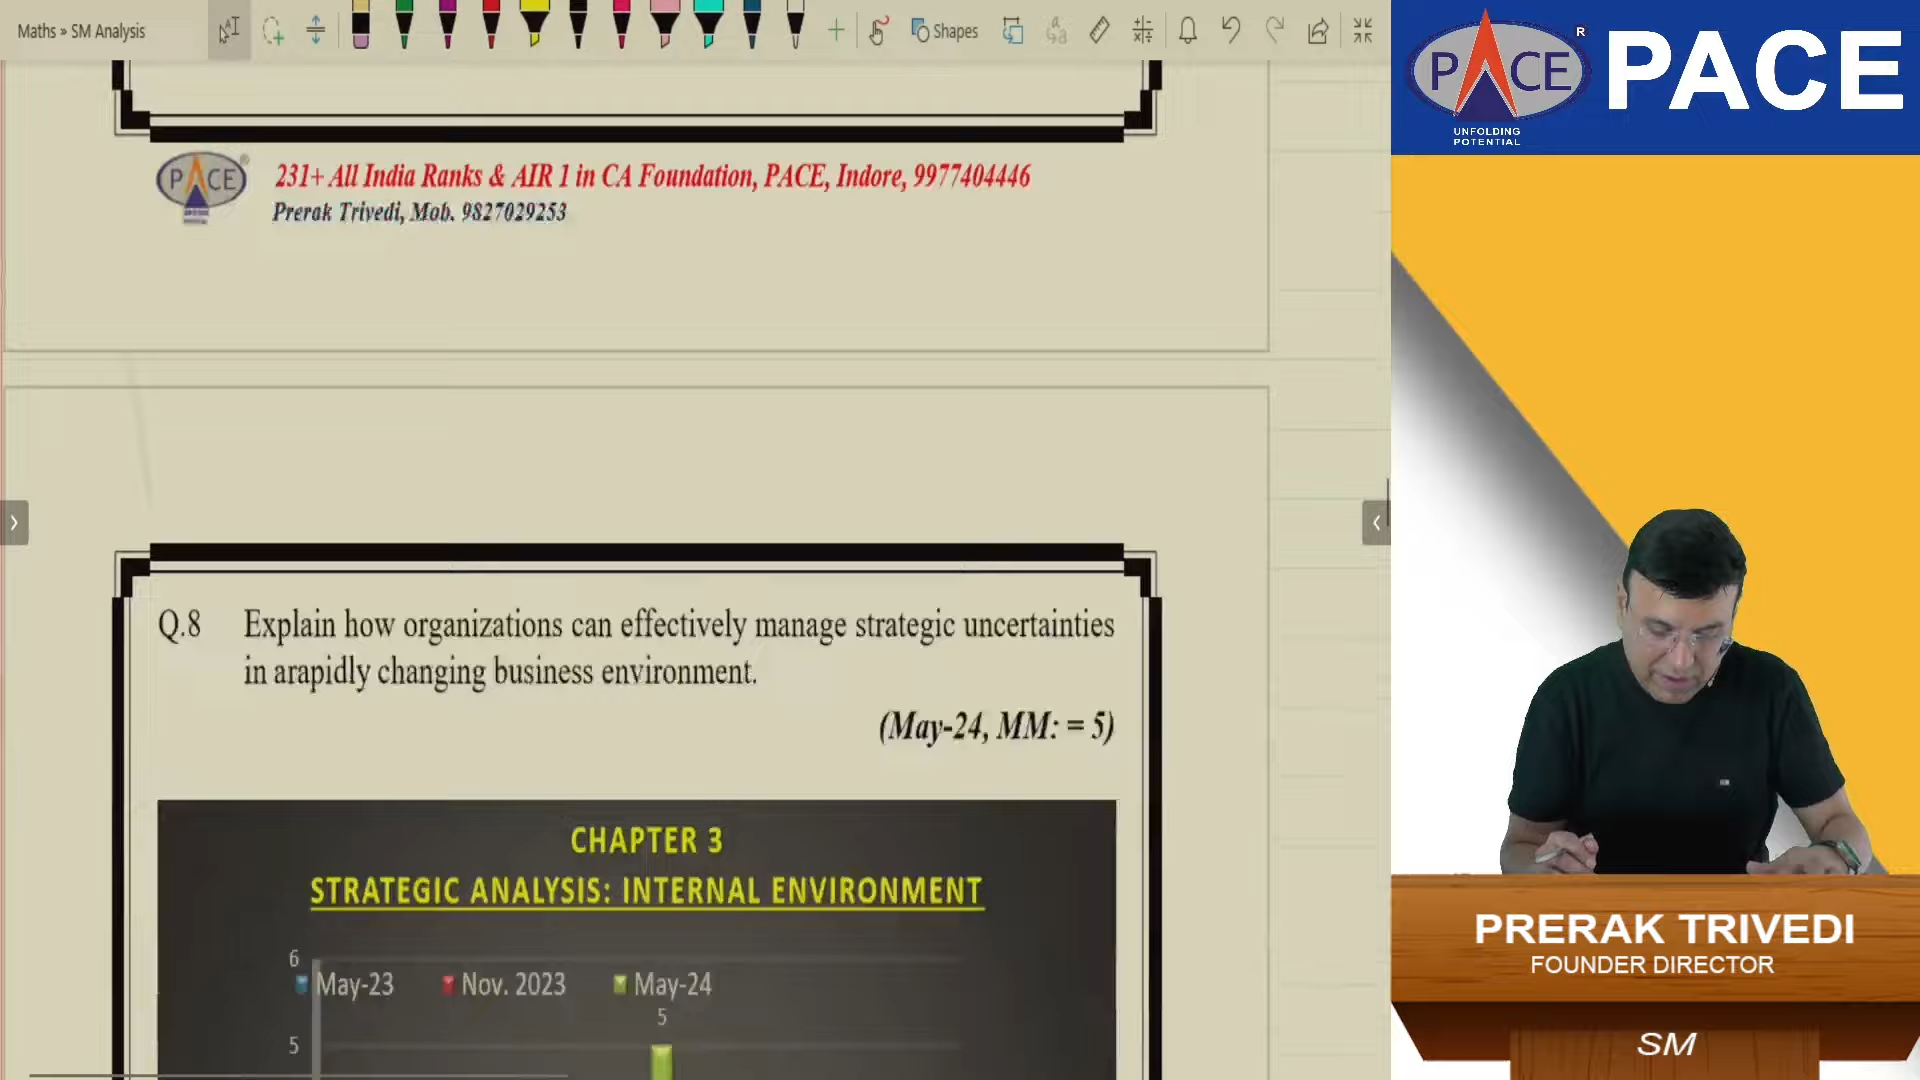 Maths » SM Analysis
Shapes
PACE
UNFOLDING
POTENTIAL
R
PACE
PACE
231+ All India Ranks & AIR 1 in CA Foundation, PACE, Indore, 9977404446
Prerak Trivedi, Mob. 9827029253
Q.8 Explain how organizations can effectively manage strategic uncertainties
in arapidly changing business environment.
(May-24, MM: = 5)
CHAPTER 3
STRATEGIC ANALYSIS: INTERNAL ENVIRONMENT
6
May-23 Nov. 2023 May-24
5
5
PRERAK TRIVEDI
FOUNDER DIRECTOR
SM